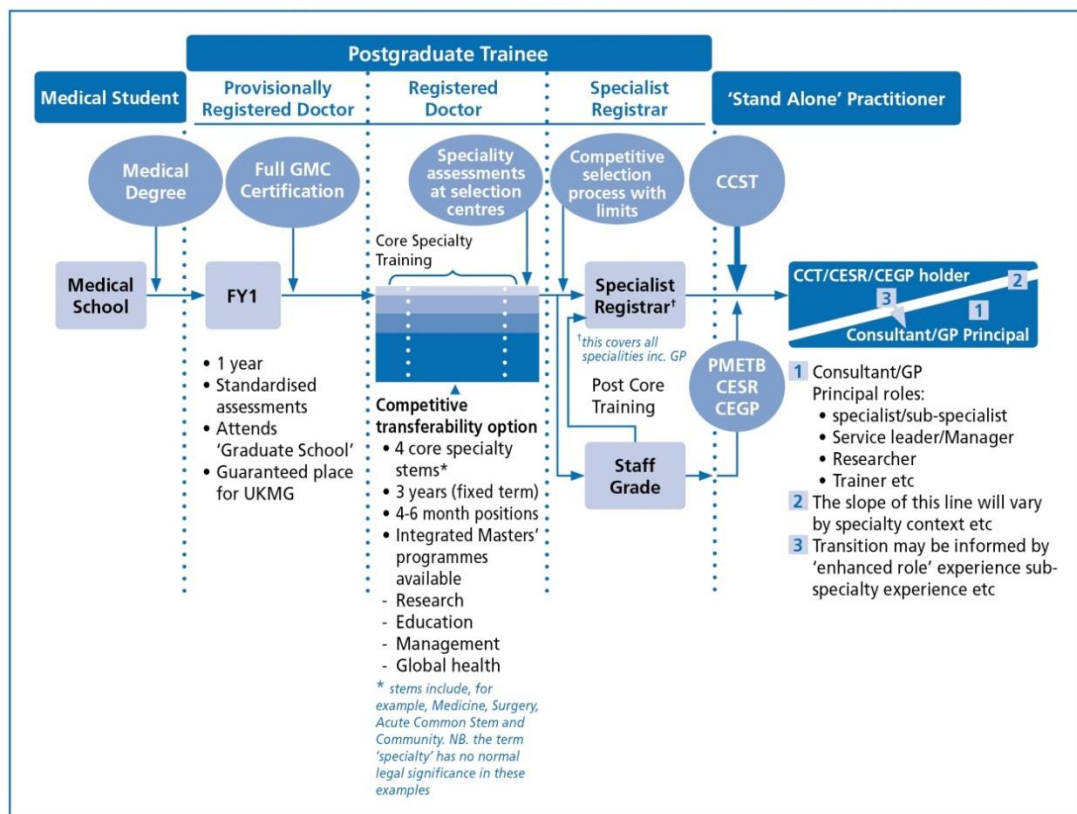 Postgraduate Trainee
Medical Student
Provisionally
Registered Doctor
Registered
Doctor
Specialist
Registrar
‘Stand Alone’ Practitioner
Medical
Degree
Full GMC
Certification
Speciality
assessments
at selection
centres
Competitive
selection
process with
limits
CCST
Core Specialty
Training
Medical
School
FY1
Specialist
Registrar†
†this covers all
specialities inc. GP
CCT/CESR/CEGP holder
2
3
1
Consultant/GP Principal
• 1 year
• Standardised
assessments
• Attends
‘Graduate School’
• Guaranteed place
for UKMG
Competitive
transferability option
• 4 core specialty
stems*
• 3 years (fixed term)
• 4-6 month positions
• Integrated Masters’
programmes
available
- Research
- Education
- Management
- Global health
* stems include, for
example, Medicine, Surgery,
Acute Common Stem and
Community. NB. the term
‘specialty’ has no normal
legal significance in these
examples
Post Core
Training
Staff
Grade
PMETB
CESR
CEGP
1 Consultant/GP
Principal roles:
• specialist/sub-specialist
• Service leader/Manager
• Researcher
• Trainer etc
2 The slope of this line will vary
by specialty context etc
3 Transition may be informed by
‘enhanced role’ experience sub-
specialty experience etc